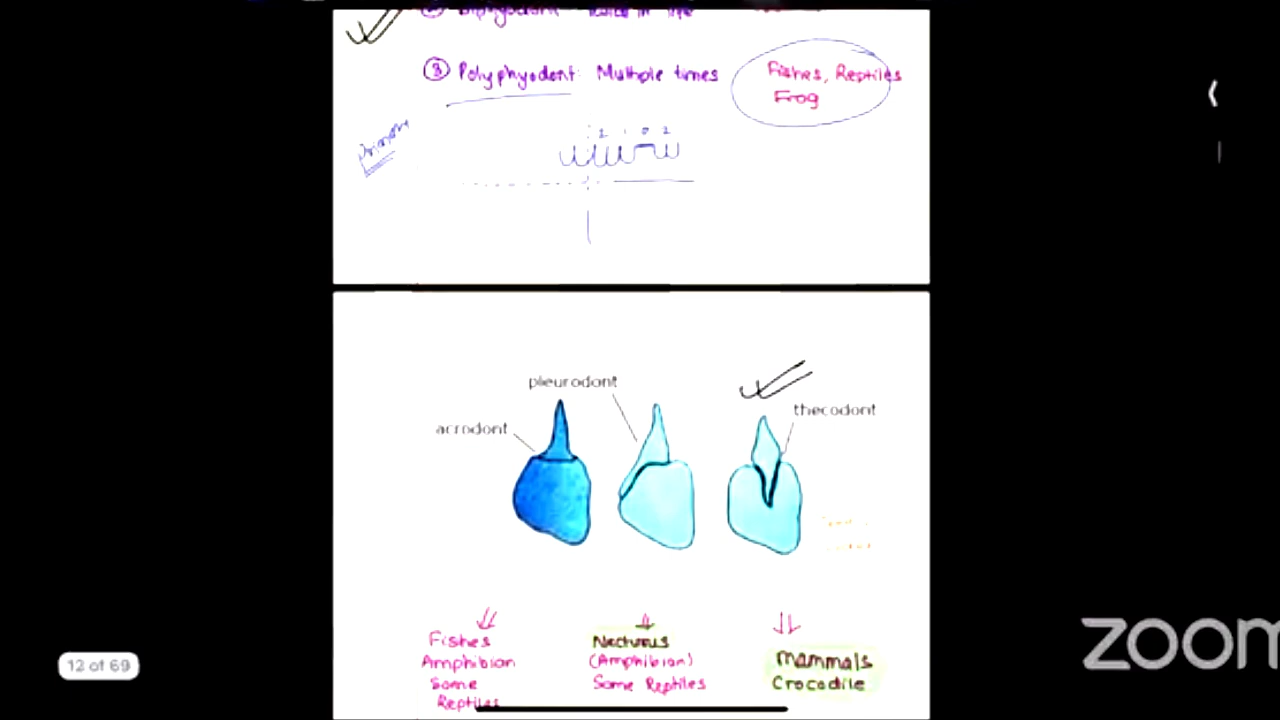 ③ Polyphyodont: Multiple times
Fishes, Reptiles
Frog
pleurodont
acrodont
thecodont
Fishes
Amphibian
Some
Reptiles
Necturus
(Amphibian)
Some Reptiles
mammals
Crocodile
12 of 69
zoom